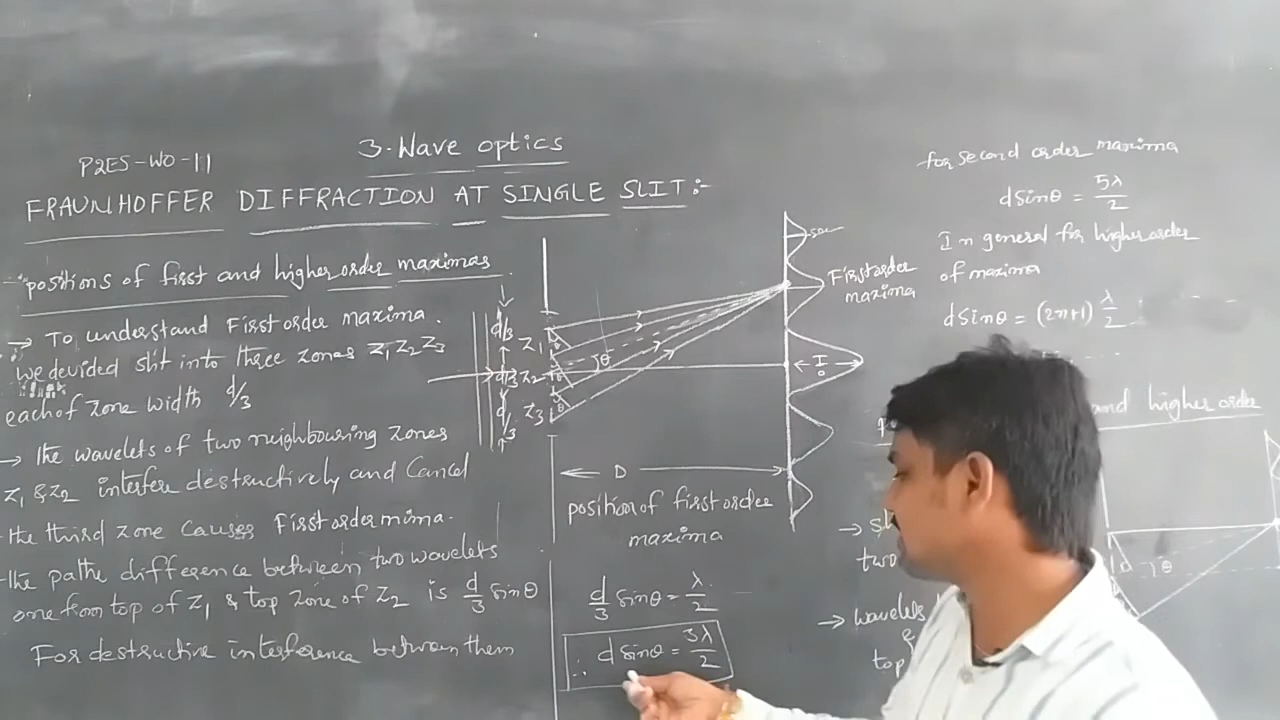 P2ES-WO-11
3. Wave optics
FRAUNHOFFER DIFFRACTION AT SINGLE SLIT:-
positions of first and higher order maximas
→ To understand First order maxima.
we devided slit into three zones Z₁ Z₂ Z₃
each of zone width d/3
→ the wavelets of two neighbouring zones
Z₁ & Z₂ interfere destructively and Cancel
the third zone causes First order mima.
the pathe difference between two wavelets
one from top of Z₁ & top Zone of Z₂ is d/3 sinθ
For destructive interference between them
d/3
d/3
d/3
Z₁
Z₂
Z₃
θ
θ
θ
First order
maxima
I₀
← D →
position of first order
maxima
d/3 sinθ = λ/2
∴ d sinθ = 3λ/2
for second order maxima
d sinθ = 5λ/2
In general for higher order
of maxima
d sinθ = (2n+1) λ/2
and higher order
d
θ
→
two
→ wavelets
&
top